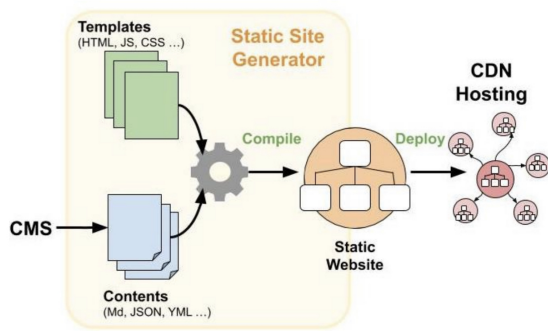 Templates
(HTML, JS, CSS ...)
Static Site
Generator
CDN
Hosting
Compile
Deploy
CMS
Static
Website
Contents
(Md, JSON, YML ...)